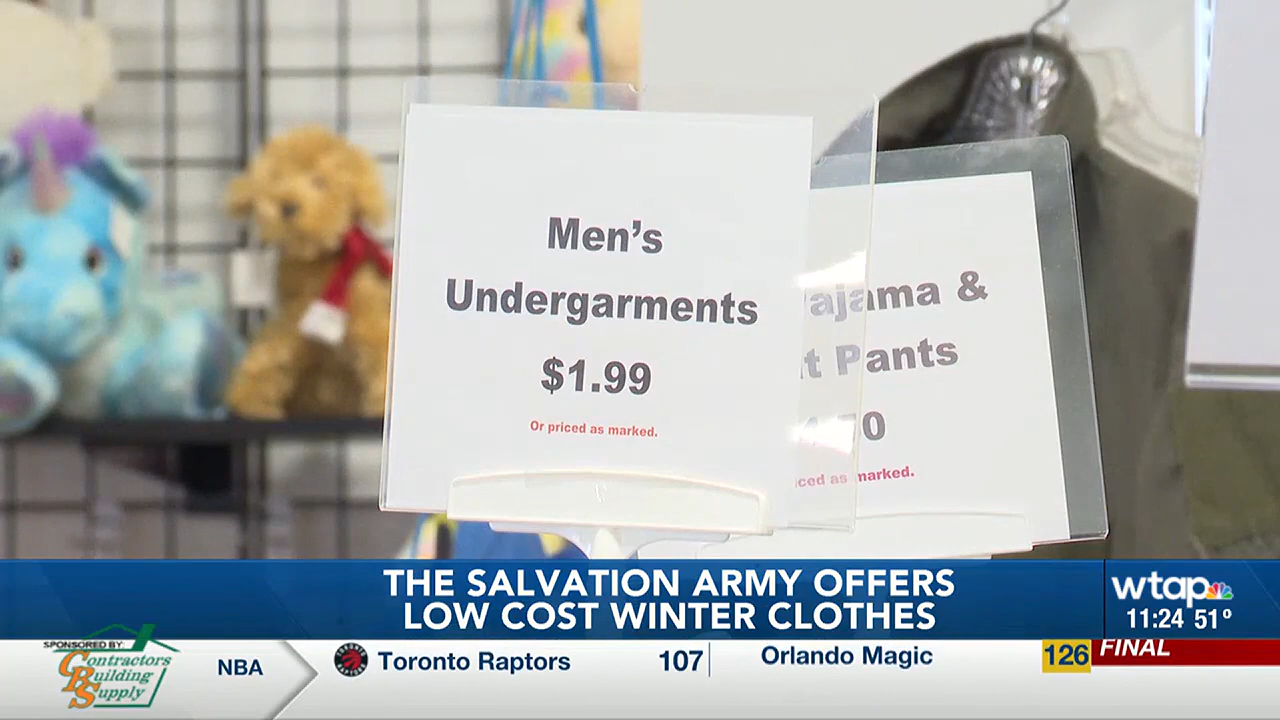 Men's
Undergarments
$1.99
Or priced as marked.
ajama &
t Pants
0
iced as marked.
THE SALVATION ARMY OFFERS
LOW COST WINTER CLOTHES
wtap
11:24 51°
SPONSORED BY:
Contractors
Building
Supply
NBA
Toronto Raptors 107
Orlando Magic 126
FINAL